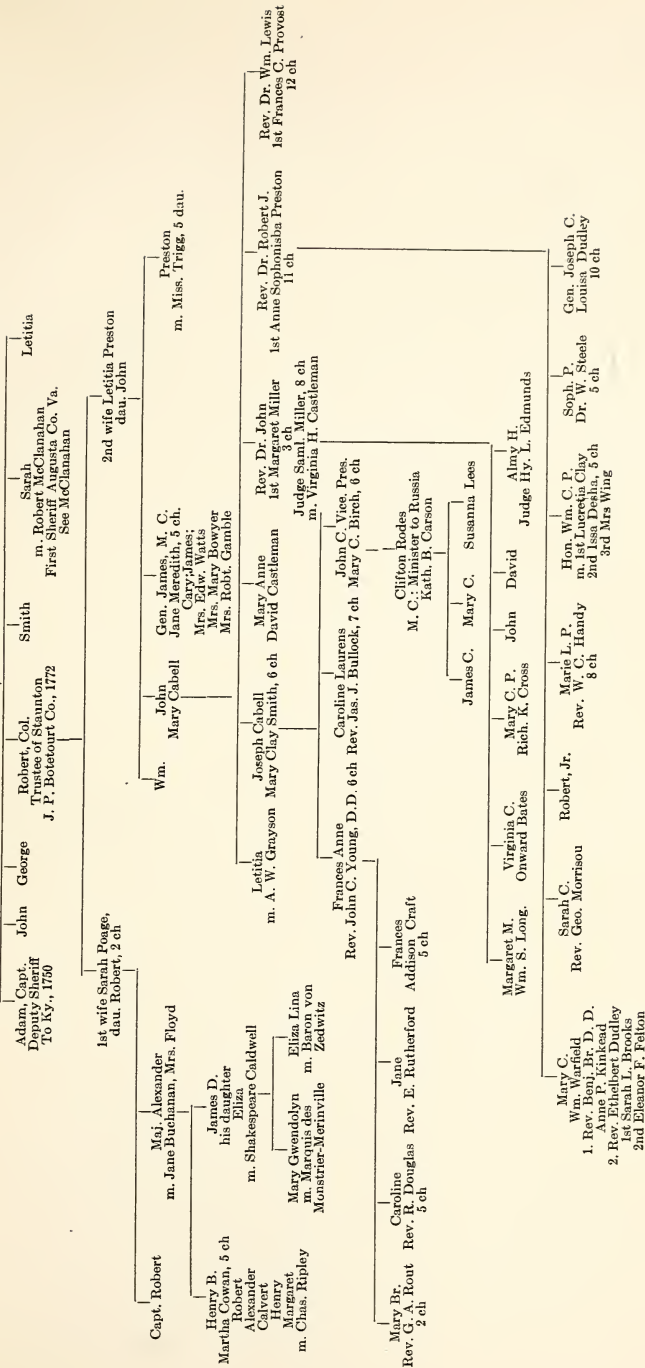 Adam, Capt.
Deputy Sheriff
To Ky., 1750
John
George
Robert, Col.
Trustee of Staunton
J. P. Botetourt Co., 1772
Smith
Sarah
m. Robert McClanahan
First Sheriff Augusta Co. Va.
See McClanahan
Letitia
1st wife Sarah Poage,
dau. Robert, 2 ch
2nd wife Letitia Preston
dau. John
Capt. Robert
Maj. Alexander
m. Jane Buchanan, Mrs. Floyd
Wm.
John
Mary Cabell
Gen. James, M. C.
Jane Meredith, 5 ch.
Cary;James;
Mrs. Edw. Watts
Mrs. Mary Bowyer
Mrs. Robt. Gamble
Preston
m. Miss. Trigg, 5 dau.
Henry B.
Martha Cowan, 5 ch
Robert
Alexander
Calvert
Henry
Margaret
m. Chas. Ripley
James D.
his daughter
Eliza
m. Shakespeare Caldwell
Mary Gwendolyn
m. Marquis des
Monstrier-Merinville
Eliza Lina
m. Baron von
Zedwitz
Letitia
m. A. W. Grayson
Joseph Cabell
Mary Clay Smith, 6 ch
Mary Anne
David Castleman
Rev. Dr. John
1st Margaret Miller
3 ch
Judge Saml. Miller, 8 ch
m. Virginia H. Castleman
Rev. Dr. Robert J.
1st Anne Sophonisba Preston
11 ch
Rev. Dr. Wm. Lewis
1st Frances C. Provost
12 ch
Frances Anne
Rev. John C. Young, D.D. 6 ch
Caroline Laurens
Rev. Jas. J. Bullock, 7 ch
John C. Vice. Pres.
Mary C. Birch, 6 ch
Clifton Rodes
M. C.: Minister to Russia
Kath. B. Carson
James C.
Mary C.
Susanna Lees
Mary Br.
Rev. G. A. Rout
2 ch
Caroline
Rev. R. Douglas
5 ch
Jane
Rev. E. Rutherford
Frances
Addison Craft
5 ch
Margaret M.
Wm. S. Long.
Virginia C.
Onward Bates
Mary C. P.
Rich. K. Cross
John
David
Almy H.
Judge Hy. L. Edmunds
Mary C.
Wm. Warfield
1. Rev. Benj. Br, D. D.
Anne P. Kinkead
2. Rev. Ethelbert Dudley
1st Sarah L. Brooks
2nd Eleanor F. Felton
Sarah C.
Rev. Geo. Morrisou
Robert, Jr.
Marie L. P.
Rev. W. C. Handy
8 ch
Hon. Wm. C. P.
m. 1st Lucretia Clay
2nd Issa Desha, 5 ch
3rd Mrs Wing
Soph. P.
Dr. W. Steele
5 ch
Gen. Joseph C.
Louisa Dudley
10 ch